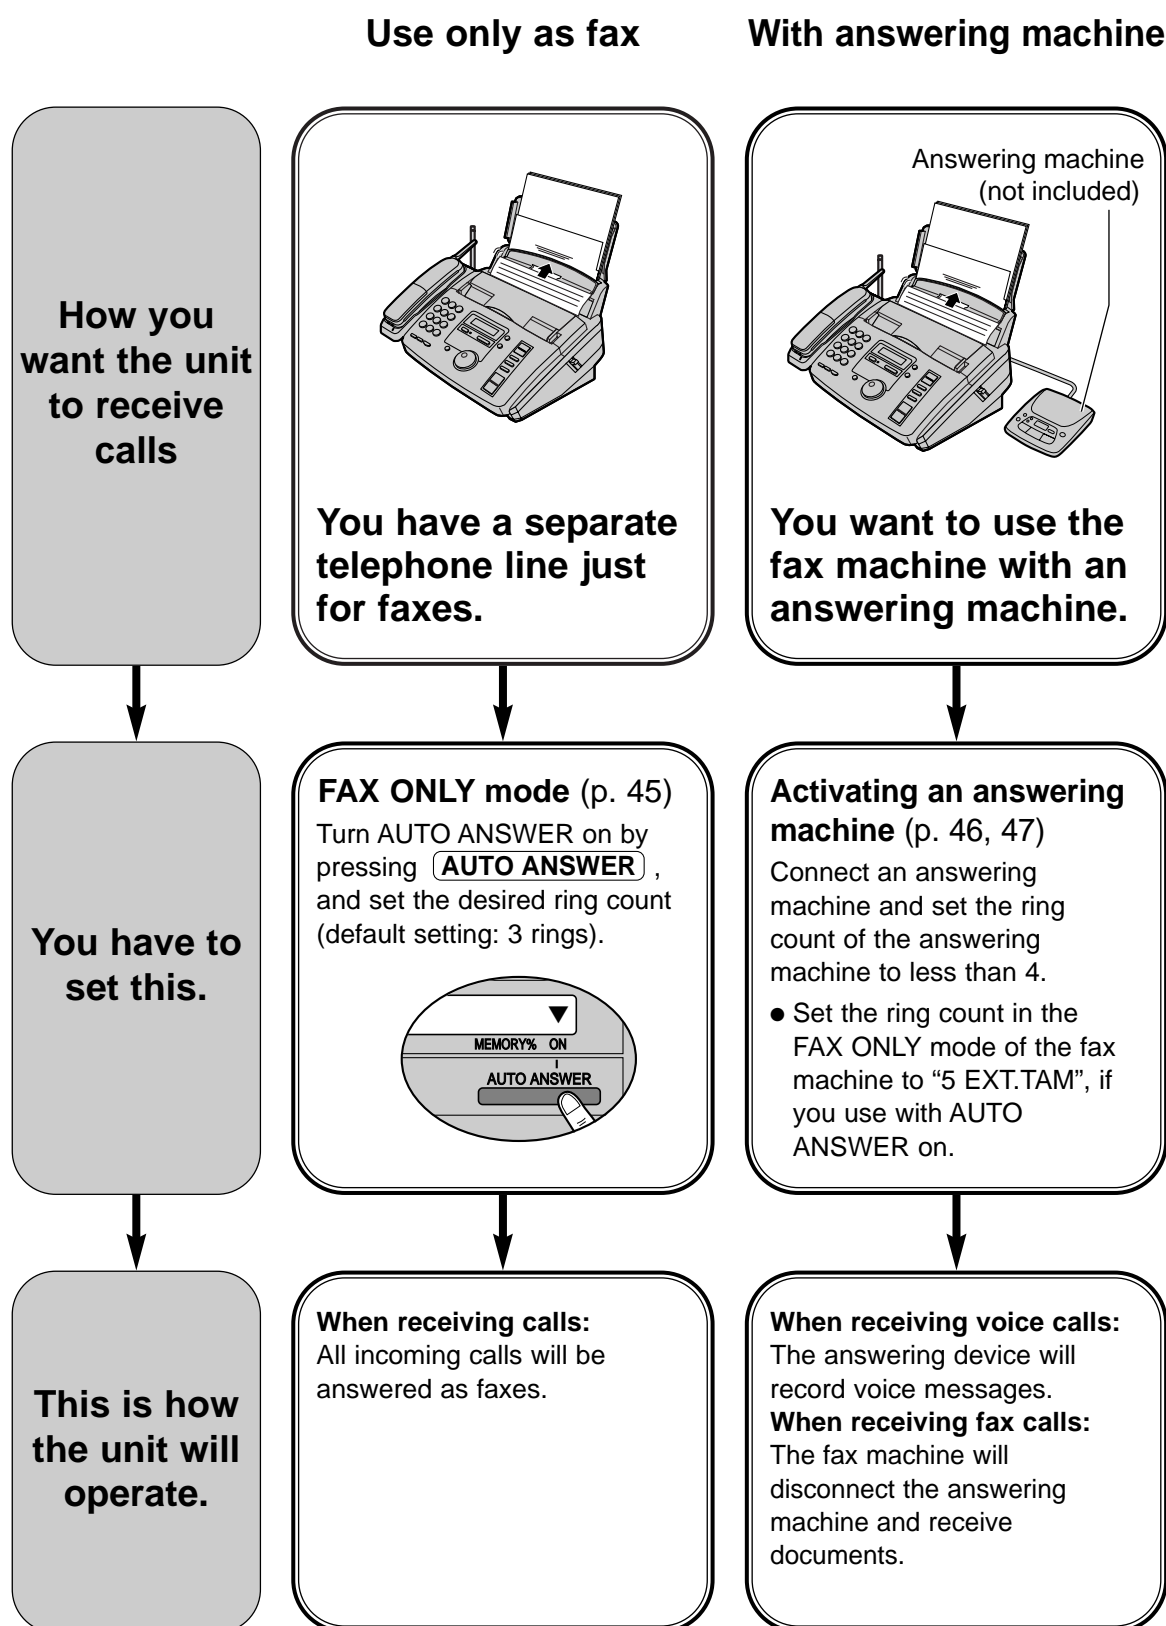 Use only as fax
With answering machine
How you
want the unit
to receive
calls
You have a separate
telephone line just
for faxes.
Answering machine
(not included)
You want to use the
fax machine with an
answering machine.
You have to
set this.
FAX ONLY mode (p. 45)
Turn AUTO ANSWER on by
pressing AUTO ANSWER ,
and set the desired ring count
(default setting: 3 rings).
MEMORY% ON
AUTO ANSWER
Activating an answering
machine (p. 46, 47)
Connect an answering
machine and set the ring
count of the answering
machine to less than 4.
● Set the ring count in the
FAX ONLY mode of the fax
machine to “5 EXT.TAM”, if
you use with AUTO
ANSWER on.
This is how
the unit will
operate.
When receiving calls:
All incoming calls will be
answered as faxes.
When receiving voice calls:
The answering device will
record voice messages.
When receiving fax calls:
The fax machine will
disconnect the answering
machine and receive
documents.